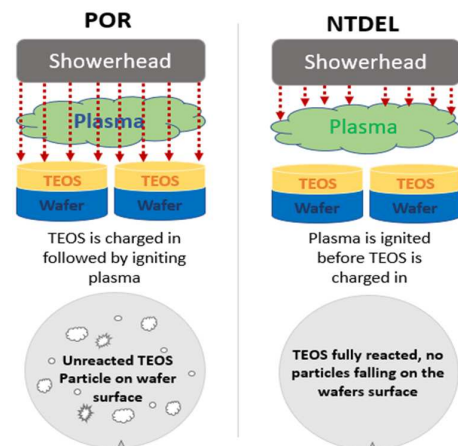 POR
Showerhead
Plasma
TEOS
TEOS
Wafer
Wafer
TEOS is charged in
followed by igniting
plasma
Unreacted TEOS
Particle on wafer
surface
NTDEL
Showerhead
Plasma
TEOS
TEOS
Wafer
Wafer
Plasma is ignited
before TEOS is
charged in
TEOS fully reacted, no
particles falling on the
wafers surface